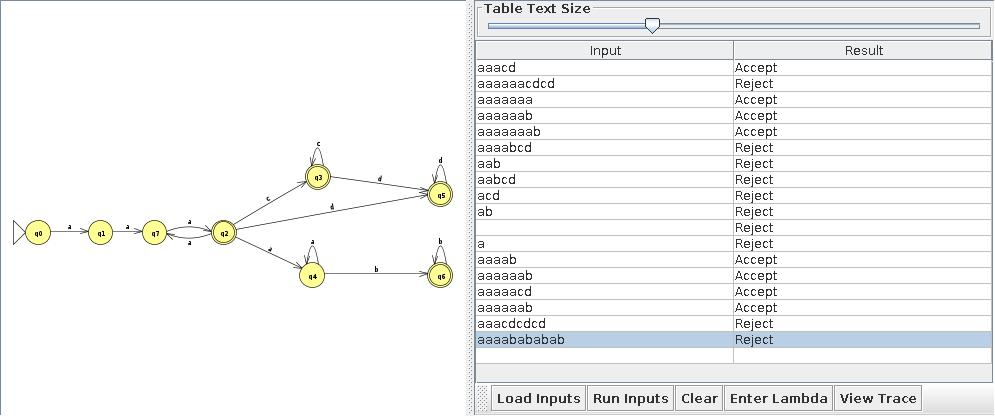 Table Text Size
Input Result
aaacd Accept
aaaaaacdcd Reject
aaaaaaa Accept
aaaaaab Accept
aaaaaaab Accept
aaaabcd Reject
aab Reject
aabcd Reject
acd Reject
ab Reject
Reject
a Reject
aaaab Accept
aaaaaab Accept
aaaaacd Accept
aaaaaab Accept
aaacdcdcd Reject
aaaabababab Reject
Load Inputs Run Inputs Clear Enter Lambda View Trace
c
q3
d
d
q5
c
d
a
a
a
q0
q1
q7
q2
a
a
a
b
b
q4
q6